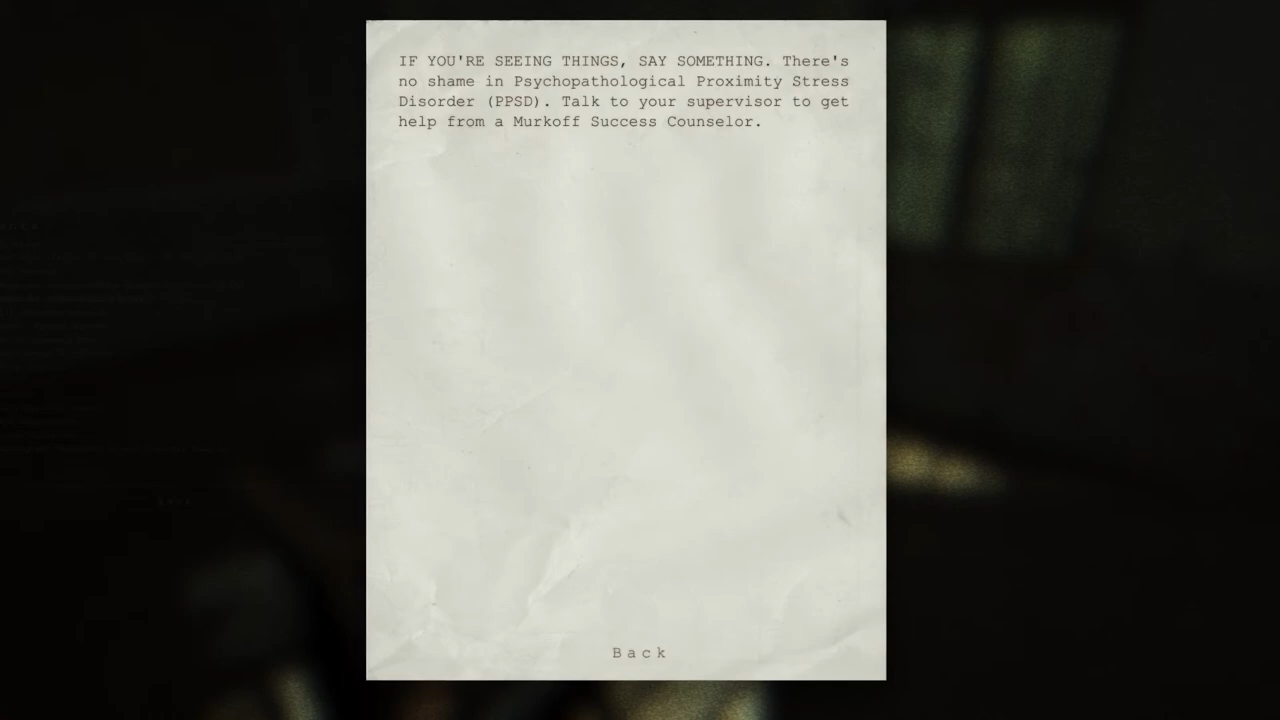 IF YOU'RE SEEING THINGS, SAY SOMETHING. There's
no shame in Psychopathological Proximity Stress
Disorder (PPSD). Talk to your supervisor to get
help from a Murkoff Success Counselor.
Back